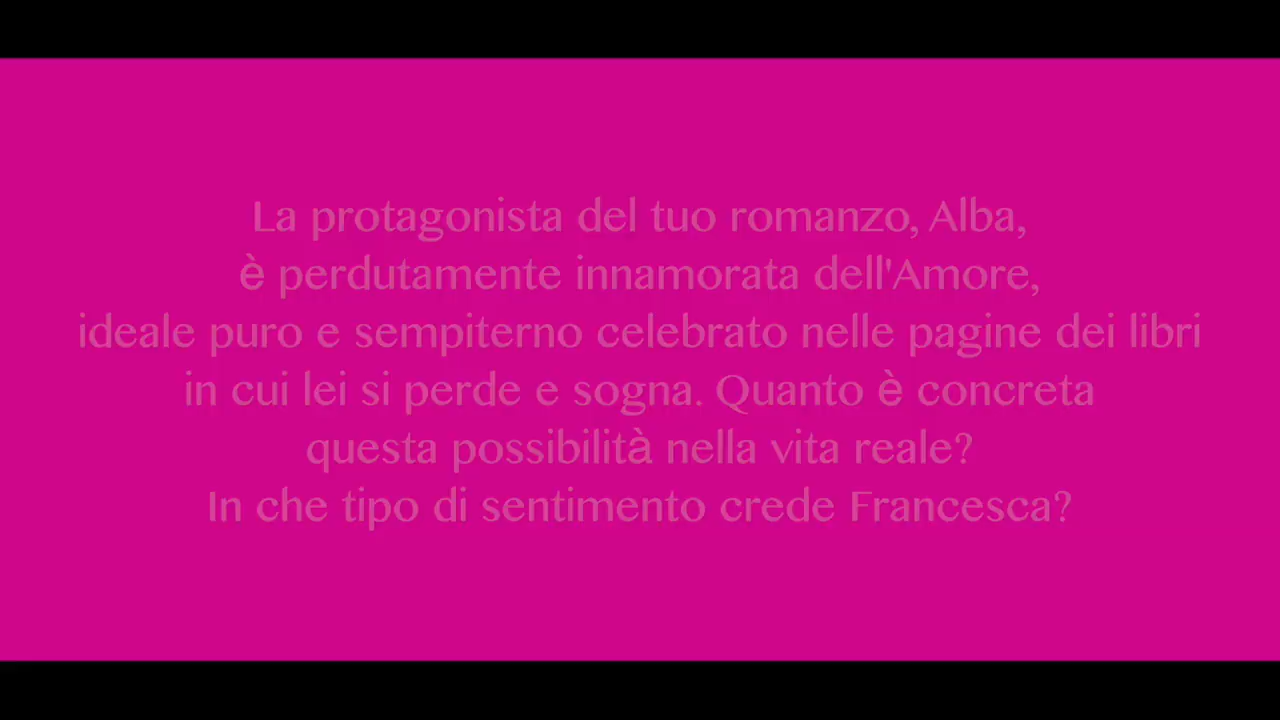 La protagonista del tuo romanzo, Alba,
è perdutamente innamorata dell'Amore,
ideale puro e sempiterno celebrato nelle pagine dei libri
in cui lei si perde e sogna. Quanto è concreta
questa possibilità nella vita reale?
In che tipo di sentimento crede Francesca?